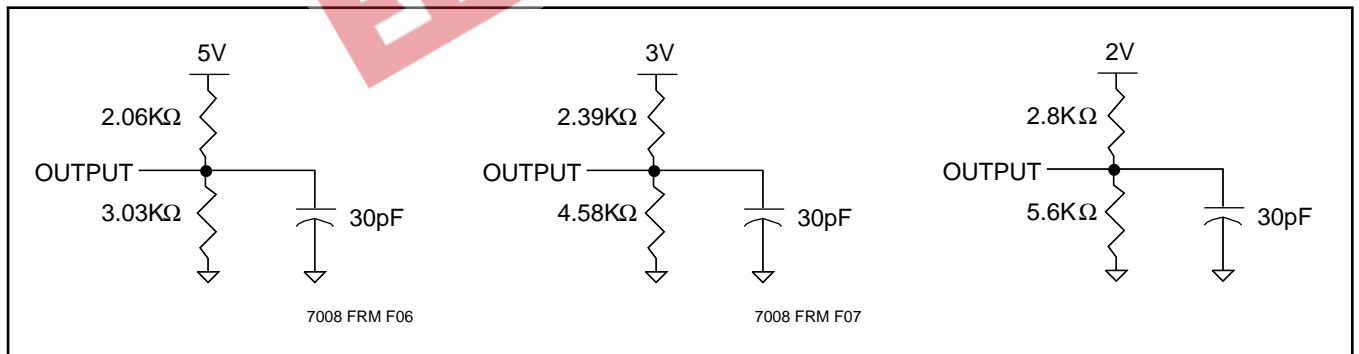 5V
2.06KΩ
OUTPUT
3.03KΩ
30pF
7008 FRM F06
3V
2.39KΩ
OUTPUT
4.58KΩ
30pF
7008 FRM F07
2V
2.8KΩ
OUTPUT
5.6KΩ
30pF